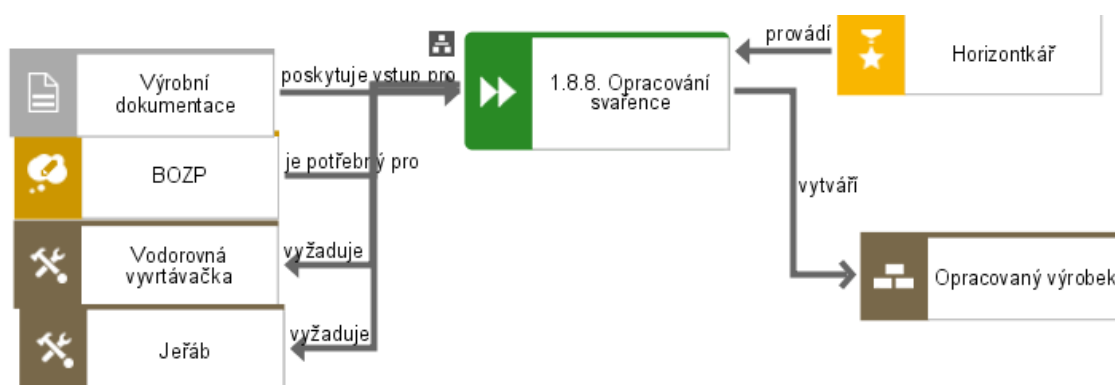 Výrobní
dokumentace
poskytuje vstup pro
1.8.8. Opracování
svařence
provádí
Horizontkář
BOZP
je potřebný pro
vytváří
Vodorovná
vyvrtávačka
vyžaduje
Opracovaný výrobek
Jeřáb
vyžaduje